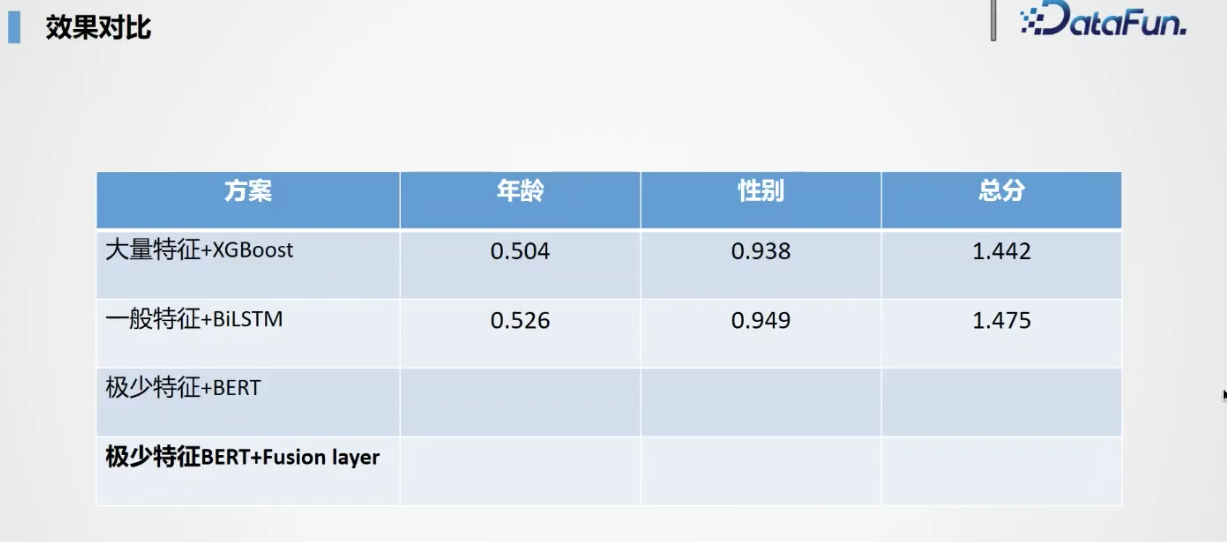 效果对比
DataFun.
方案 年龄 性别 总分
大量特征+XGBoost 0.504 0.938 1.442
一般特征+BiLSTM 0.526 0.949 1.475
极少特征+BERT
极少特征BERT+Fusion layer